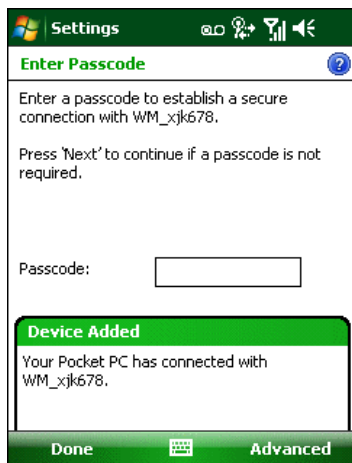 Settings
Enter Passcode
Enter a passcode to establish a secure
connection with WM_xjk678.
Press 'Next' to continue if a passcode is not
required.
Passcode:
Device Added
Your Pocket PC has connected with
WM_xjk678.
Done
Advanced